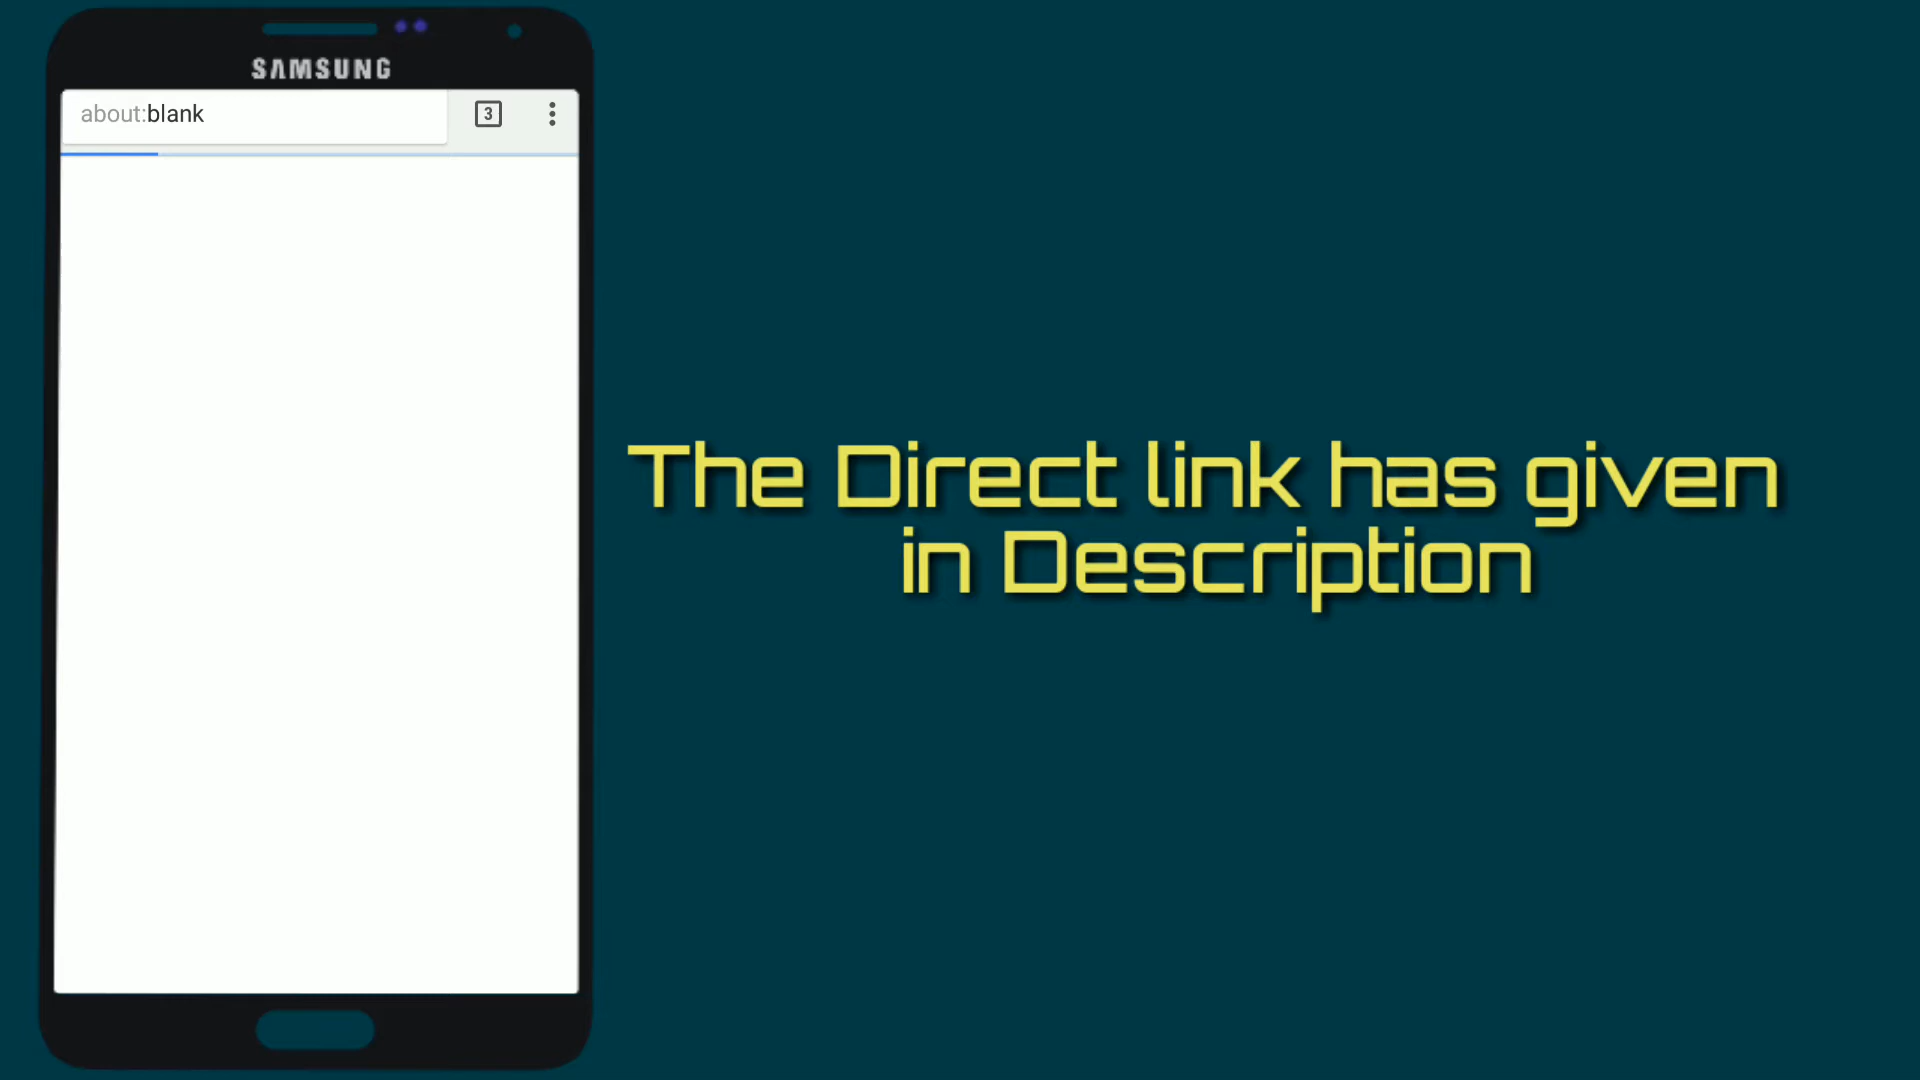 SAMSUNG
about:blank
3
The Direct link has given
in Description